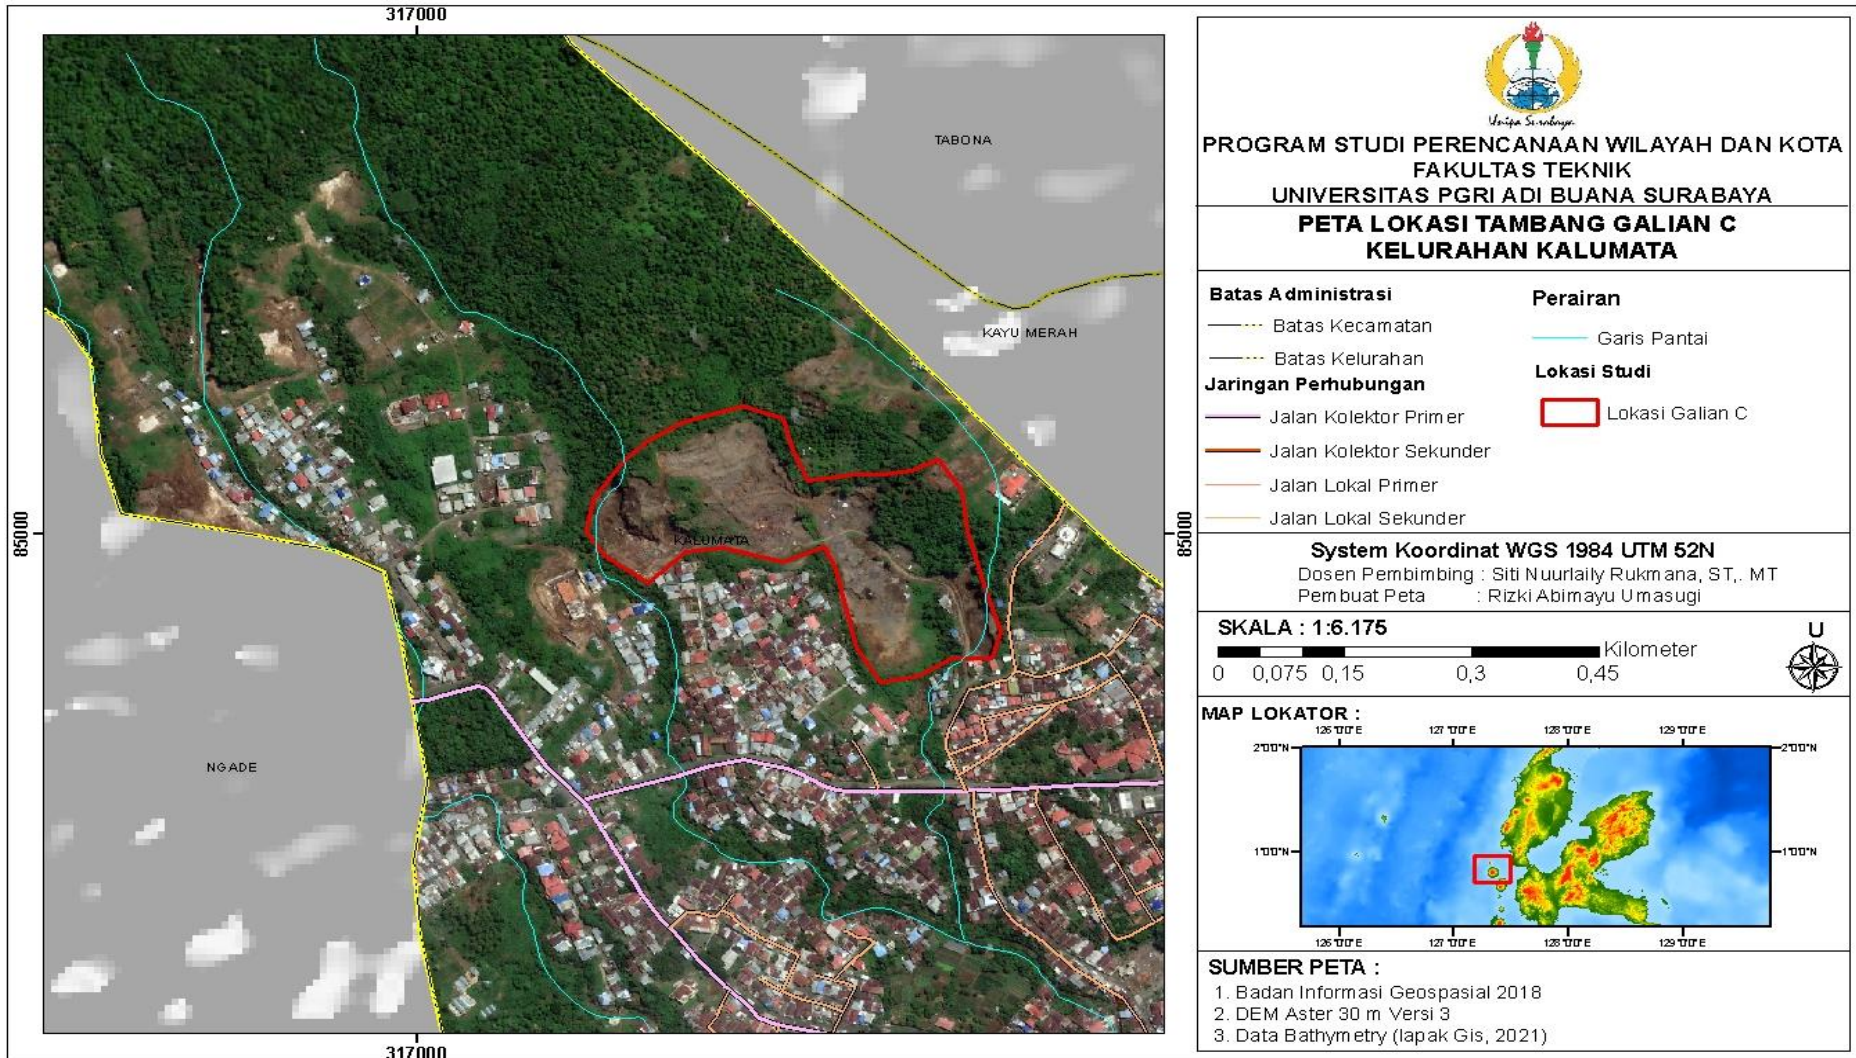 317000
85000
TABONA
KAYU MERAH
KALUMATA
NGADE
85000
317000
Unipa Surabaya
PROGRAM STUDI PERENCANAAN WILAYAH DAN KOTA
FAKULTAS TEKNIK
UNIVERSITAS PGRI ADI BUANA SURABAYA
PETA LOKASI TAMBANG GALIAN C
KELURAHAN KALUMATA
Batas Administrasi
Batas Kecamatan
Batas Kelurahan
Jaringan Perhubungan
Jalan Kolektor Primer
Jalan Kolektor Sekunder
Jalan Lokal Primer
Jalan Lokal Sekunder
Perairan
Garis Pantai
Lokasi Studi
Lokasi Galian C
System Koordinat WGS 1984 UTM 52N
Dosen Pembimbing : Siti Nuurlaily Rukmana, ST,. MT
Pembuat Peta : Rizki Abimayu Umasugi
SKALA : 1:6.175
Kilometer
0 0,075 0,15 0,3 0,45
U
MAP LOKATOR :
126°0'0"E 127°0'0"E 128°0'0"E 129°0'0"E
2°0'0"N 2°0'0"N
1°0'0"N 1°0'0"N
126°0'0"E 127°0'0"E 128°0'0"E 129°0'0"E
SUMBER PETA :
1. Badan Informasi Geospasial 2018
2. DEM Aster 30 m Versi 3
3. Data Bathymetry (lapak Gis, 2021)